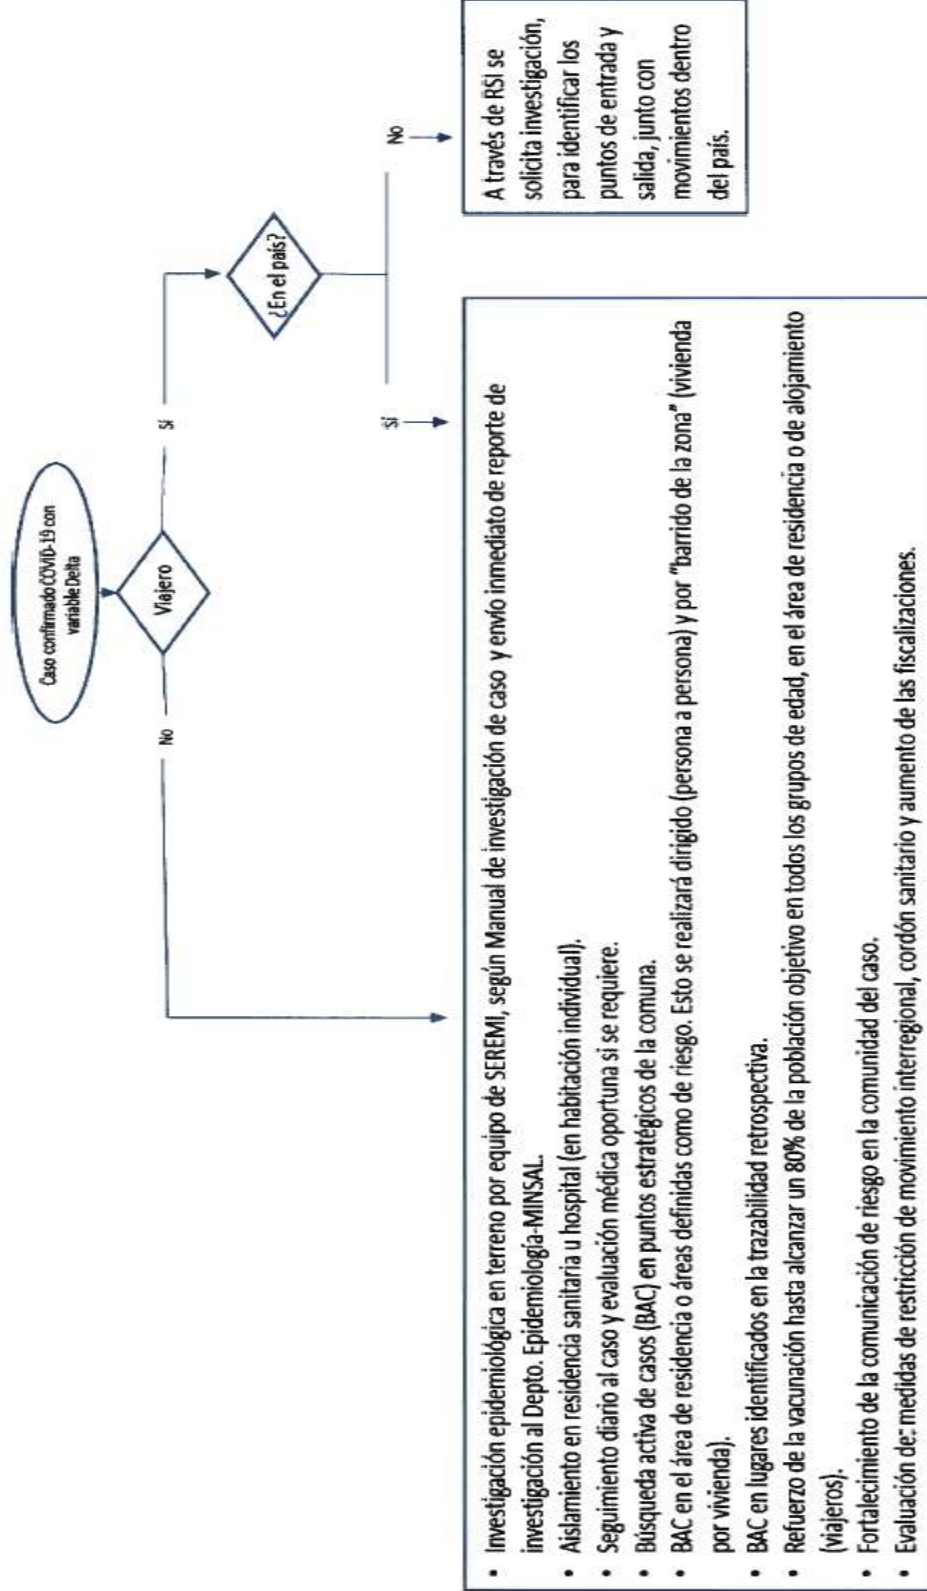 Caso confirmado COVID-19 con
variable Delta
Viajero
No
Sí
¿En el país?
Sí
No
A través de RSI se
solicita investigación,
para identificar los
puntos de entrada y
salida, junto con
movimientos dentro
del país.
• Investigación epidemiológica en terreno por equipo de SEREMI, según Manual de investigación de caso y envío inmediato de reporte de
investigación al Depto. Epidemiología-MINSAL.
• Aislamiento en residencia sanitaria u hospital (en habitación individual).
• Seguimiento diario al caso y evaluación médica oportuna si se requiere.
• Búsqueda activa de casos (BAC) en puntos estratégicos de la comuna.
• BAC en el área de residencia o áreas definidas como de riesgo. Esto se realizará dirigido (persona a persona) y por "barrido de la zona" (vivienda
por vivienda).
• BAC en lugares identificados en la trazabilidad retrospectiva.
• Refuerzo de la vacunación hasta alcanzar un 80% de la población objetivo en todos los grupos de edad, en el área de residencia o de alojamiento
(viajeros).
• Fortalecimiento de la comunicación de riesgo en la comunidad del caso.
• Evaluación de: medidas de restricción de movimiento interregional, cordón sanitario y aumento de las fiscalizaciones.